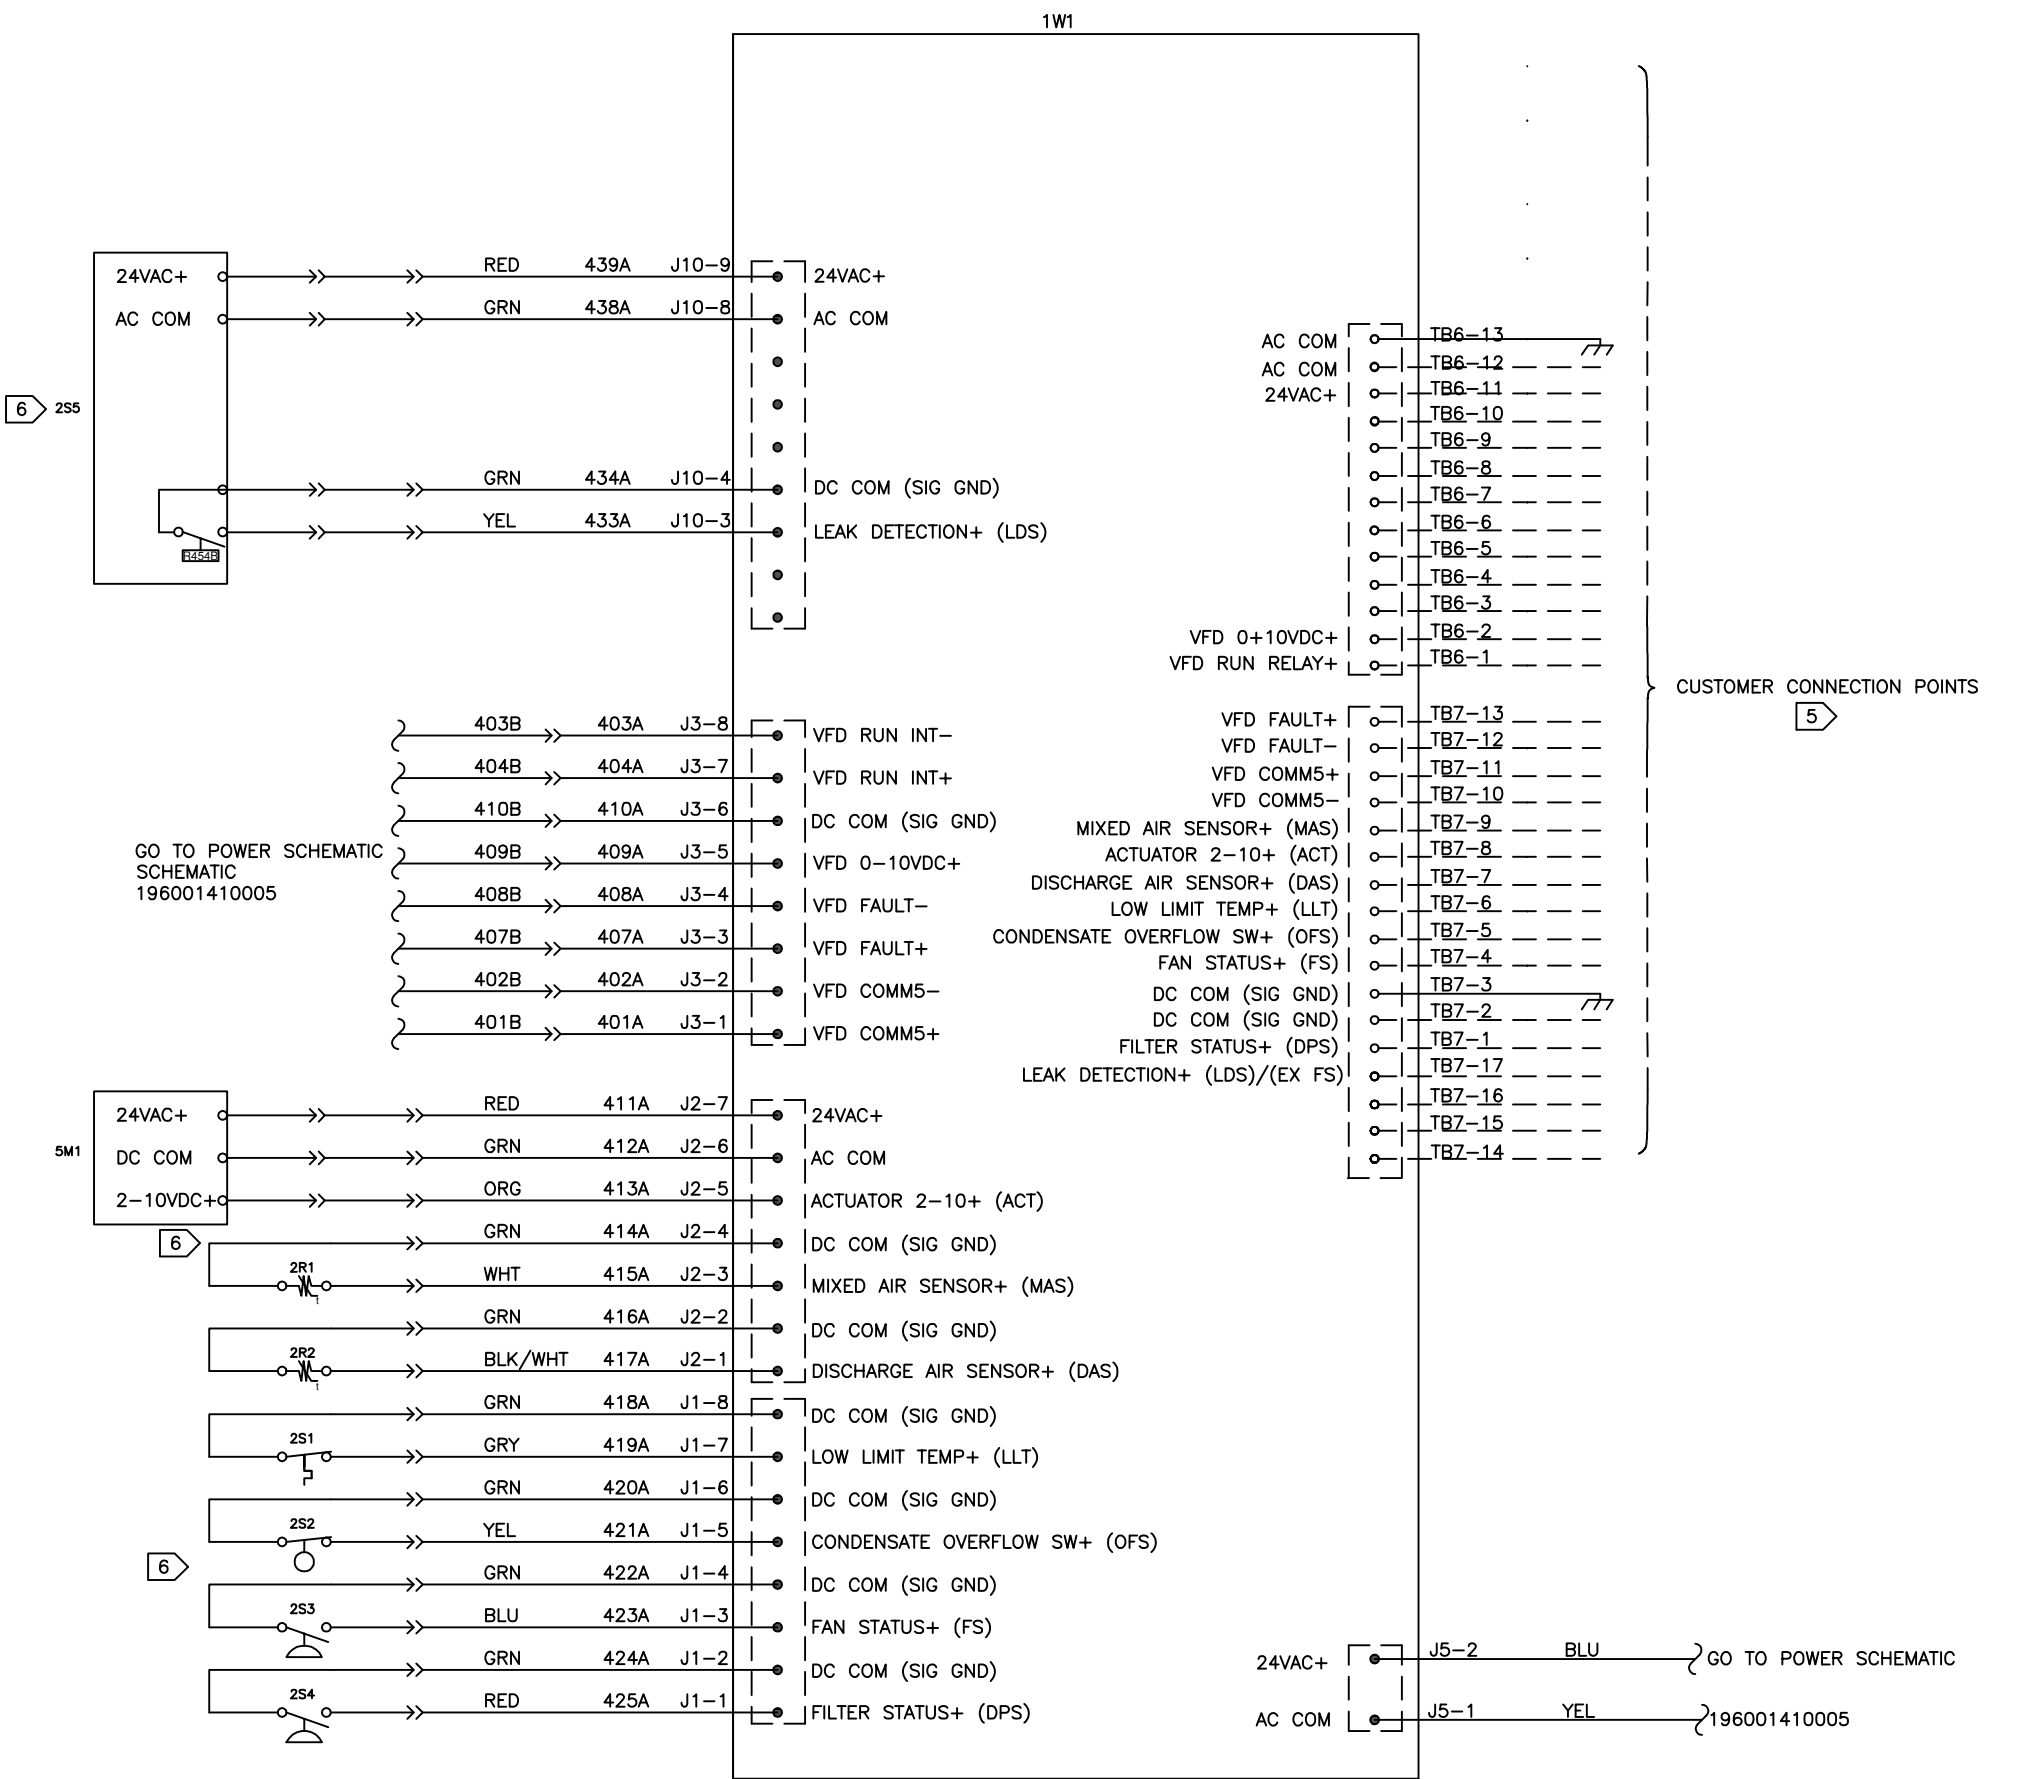 1W1
24VAC+ RED 439A J10-9 24VAC+
AC COM GRN 438A J10-8 AC COM
6 2S5
GRN 434A J10-4 DC COM (SIG GND)
YEL 433A J10-3 LEAK DETECTION+ (LDS)
R454B
403B 403A J3-8 VFD RUN INT-
404B 404A J3-7 VFD RUN INT+
410B 410A J3-6 DC COM (SIG GND)
409B 409A J3-5 VFD 0-10VDC+
408B 408A J3-4 VFD FAULT-
407B 407A J3-3 VFD FAULT+
402B 402A J3-2 VFD COMM5-
401B 401A J3-1 VFD COMM5+
GO TO POWER SCHEMATIC
SCHEMATIC
196001410005
5M1
24VAC+ RED 411A J2-7 24VAC+
DC COM GRN 412A J2-6 AC COM
2-10VDC+ ORG 413A J2-5 ACTUATOR 2-10+ (ACT)
6
GRN 414A J2-4 DC COM (SIG GND)
2R1 t WHT 415A J2-3 MIXED AIR SENSOR+ (MAS)
GRN 416A J2-2 DC COM (SIG GND)
2R2 t BLK/WHT 417A J2-1 DISCHARGE AIR SENSOR+ (DAS)
GRN 418A J1-8 DC COM (SIG GND)
2S1 GRY 419A J1-7 LOW LIMIT TEMP+ (LLT)
GRN 420A J1-6 DC COM (SIG GND)
2S2 YEL 421A J1-5 CONDENSATE OVERFLOW SW+ (OFS)
6
GRN 422A J1-4 DC COM (SIG GND)
2S3 BLU 423A J1-3 FAN STATUS+ (FS)
GRN 424A J1-2 DC COM (SIG GND)
2S4 RED 425A J1-1 FILTER STATUS+ (DPS)
AC COM TB6-13
AC COM TB6-12
24VAC+ TB6-11
TB6-10
TB6-9
TB6-8
TB6-7
TB6-6
TB6-5
TB6-4
TB6-3
VFD 0+10VDC+ TB6-2
VFD RUN RELAY+ TB6-1
VFD FAULT+ TB7-13
VFD FAULT- TB7-12
VFD COMM5+ TB7-11
VFD COMM5- TB7-10
MIXED AIR SENSOR+ (MAS) TB7-9
ACTUATOR 2-10+ (ACT) TB7-8
DISCHARGE AIR SENSOR+ (DAS) TB7-7
LOW LIMIT TEMP+ (LLT) TB7-6
CONDENSATE OVERFLOW SW+ (OFS) TB7-5
FAN STATUS+ (FS) TB7-4
DC COM (SIG GND) TB7-3
DC COM (SIG GND) TB7-2
FILTER STATUS+ (DPS) TB7-1
LEAK DETECTION+ (LDS)/(EX FS) TB7-17
TB7-16
TB7-15
TB7-14
CUSTOMER CONNECTION POINTS
5
24VAC+ J5-2 BLU GO TO POWER SCHEMATIC
AC COM J5-1 YEL 196001410005